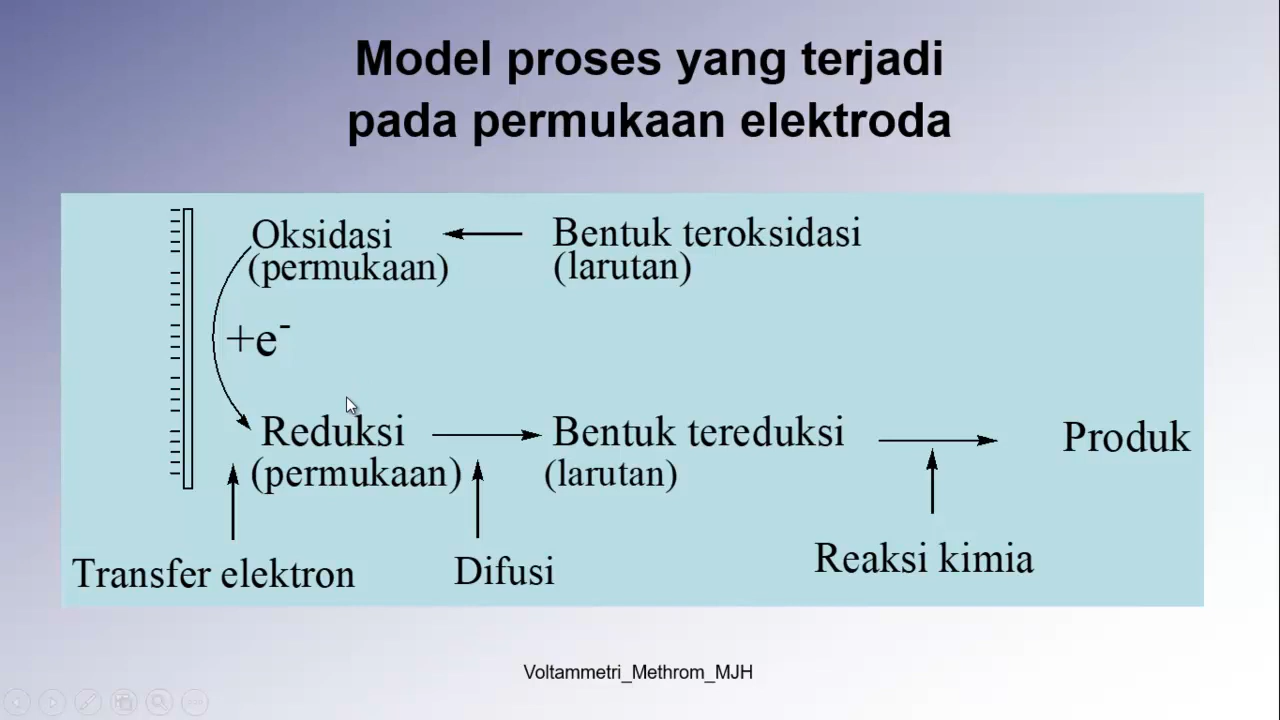 Model proses yang terjadi
pada permukaan elektroda
Oksidasi
(permukaan)
Bentuk teroksidasi
(larutan)
+e-
Reduksi
(permukaan)
Bentuk tereduksi
(larutan)
Produk
Transfer elektron
Difusi
Reaksi kimia
Voltammetri_Methrom_MJH